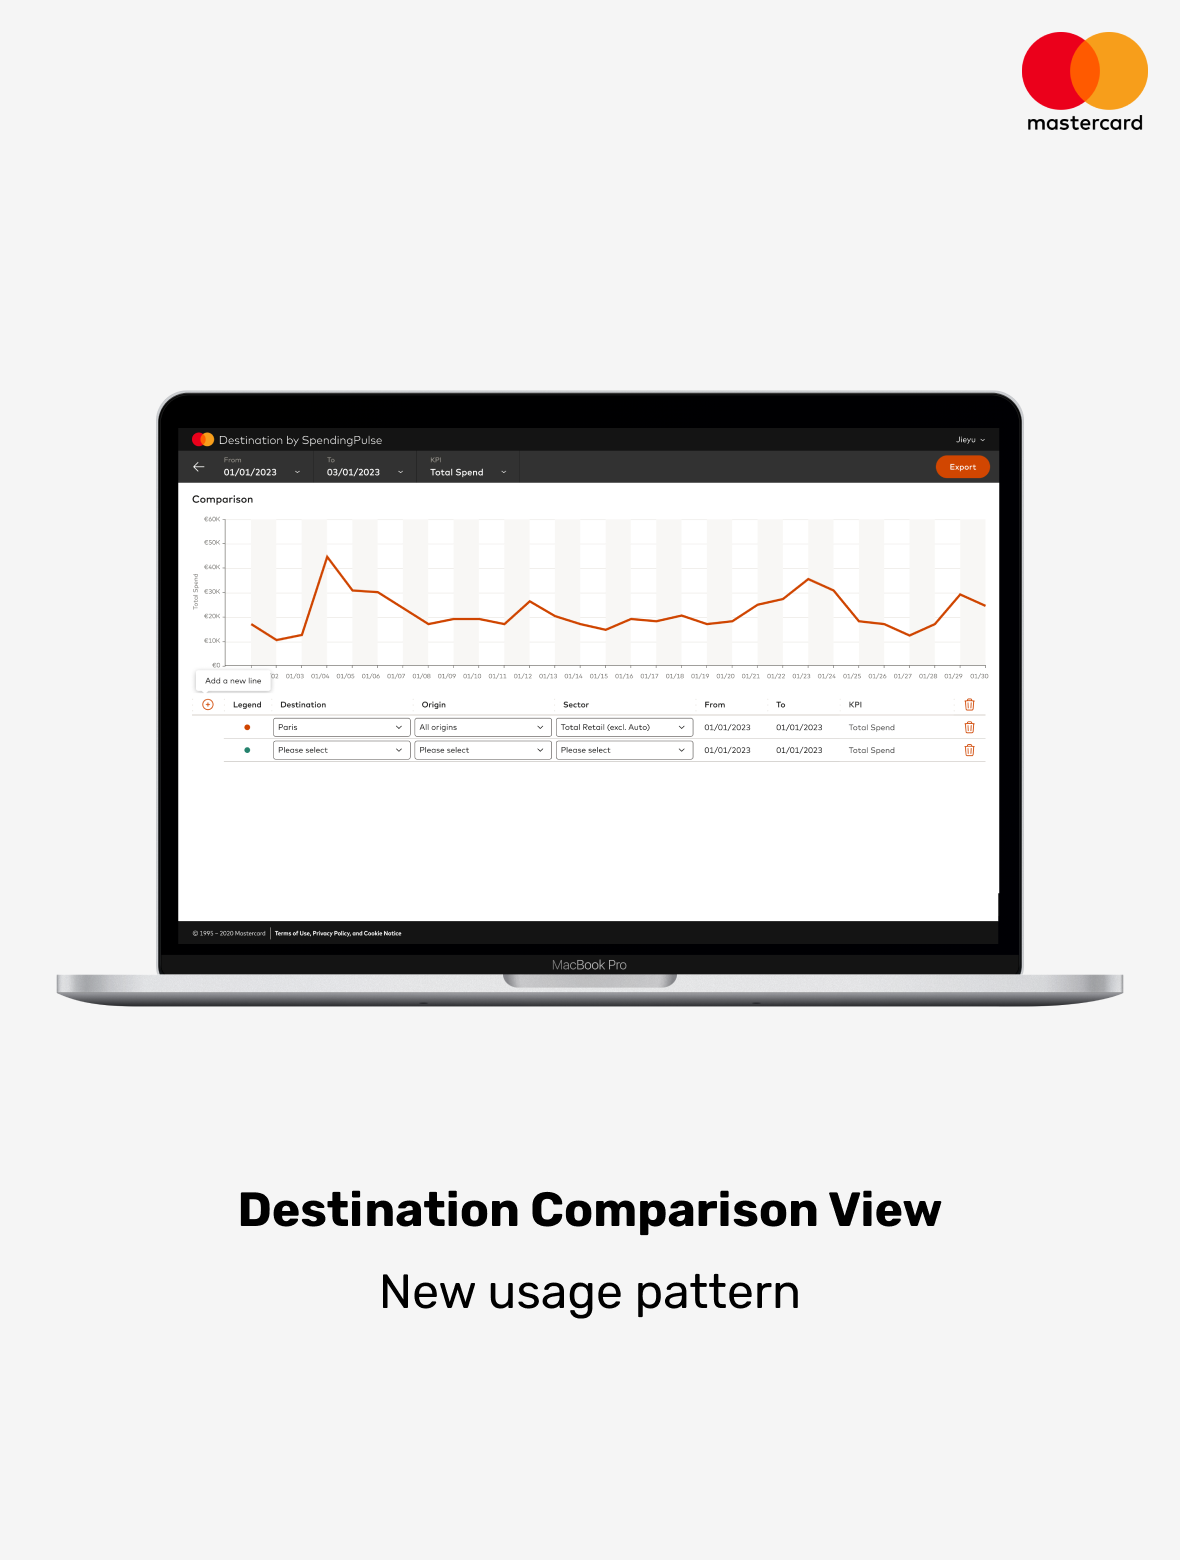 mastercard
Destination by SpendingPulse
Jieyu
From
01/01/2023
To
03/01/2023
KPI
Total Spend
Export
Comparison
€60K
€50K
€40K
€30K
€20K
€10K
€0
Total Spend
02 01/03 01/04 01/05 01/06 01/07 01/08 01/09 01/10 01/11 01/12 01/13 01/14 01/15 01/16 01/17 01/18 01/19 01/20 01/21 01/22 01/23 01/24 01/25 01/26 01/27 01/28 01/29 01/30
Add a new line
Legend Destination Origin Sector From To KPI
Paris All origins Total Retail (excl. Auto) 01/01/2023 01/01/2023 Total Spend
Please select Please select Please select 01/01/2023 01/01/2023 Total Spend
© 1995 – 2020 Mastercard Terms of Use, Privacy Policy, and Cookie Notice
MacBook Pro
Destination Comparison View
New usage pattern